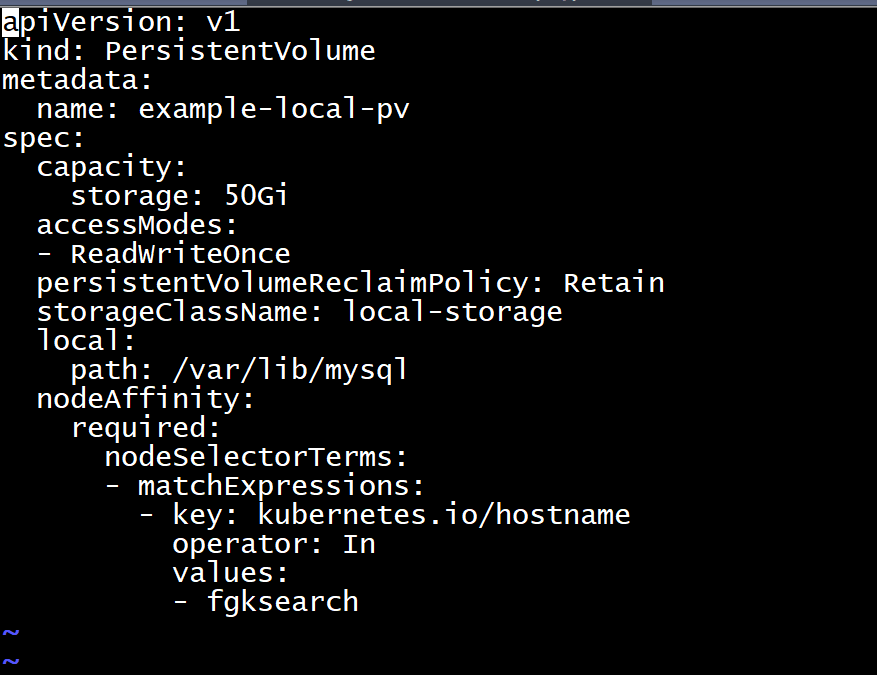 apiVersion: v1
kind: PersistentVolume
metadata:
  name: example-local-pv
spec:
  capacity:
    storage: 50Gi
  accessModes:
  - ReadWriteOnce
  persistentVolumeReclaimPolicy: Retain
  storageClassName: local-storage
  local:
    path: /var/lib/mysql
  nodeAffinity:
    required:
      nodeSelectorTerms:
      - matchExpressions:
        - key: kubernetes.io/hostname
          operator: In
          values:
          - fgksearch
~
~